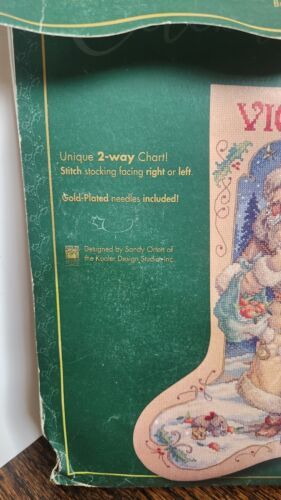 Unique 2-way Chart!
Stitch stocking facing right or left.
Gold-Plated needles included!
Designed by Sandy Orton of
the Kooler Design Studio, Inc.
VIC